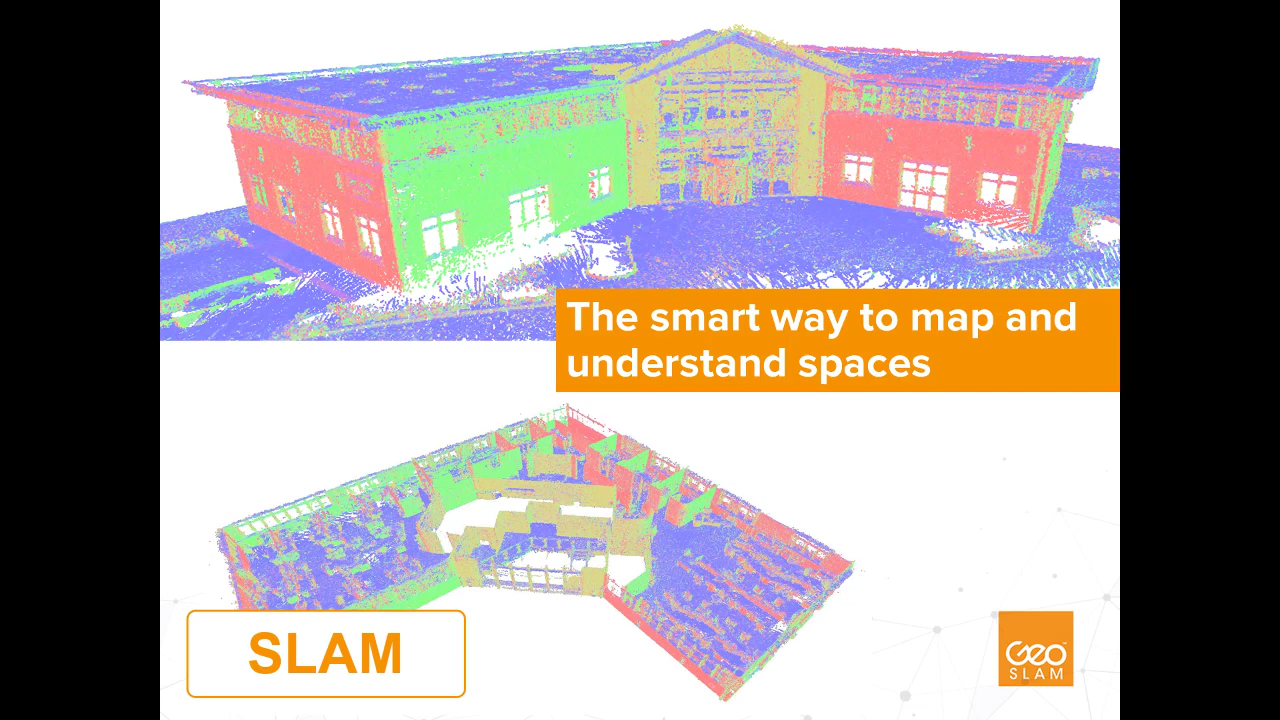 The smart way to map and
understand spaces
SLAM
GEO
SLAM